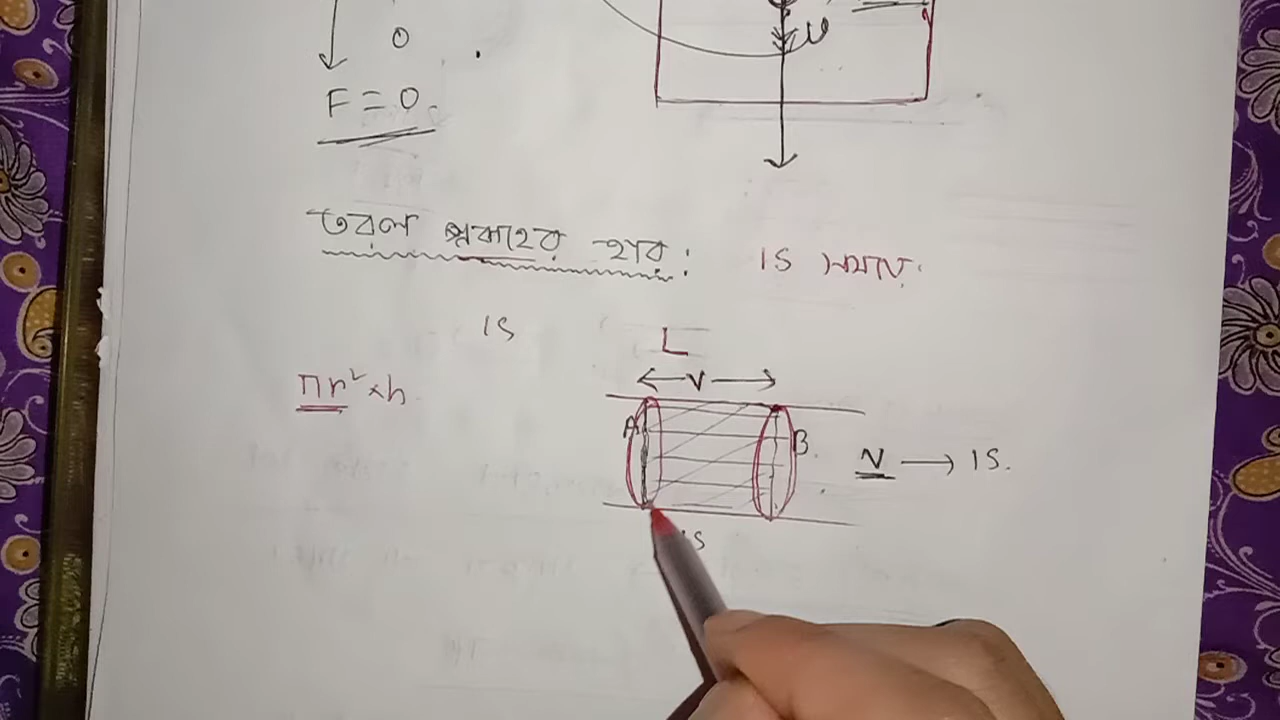 0
F = 0
υ
তরল প্রবাহের হার:
1S সময়
1S
L
πr² × h
v
A
B
V → 1S.
1S